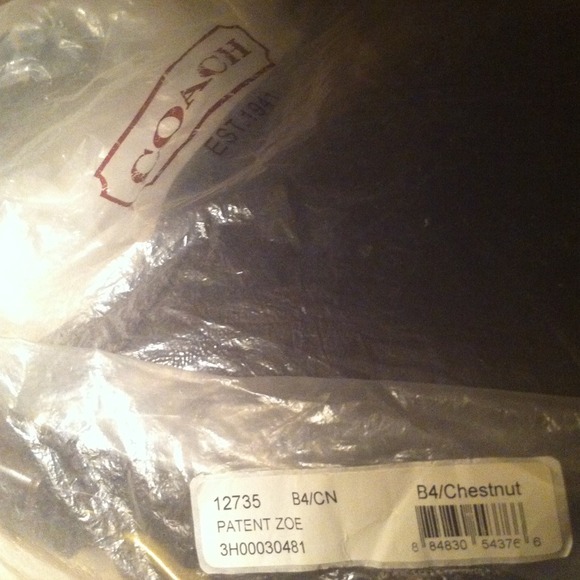 COACH
EST. 1941
12735 B4/CN B4/Chestnut
PATENT ZOE
3H00030481
8 84830 54376 6